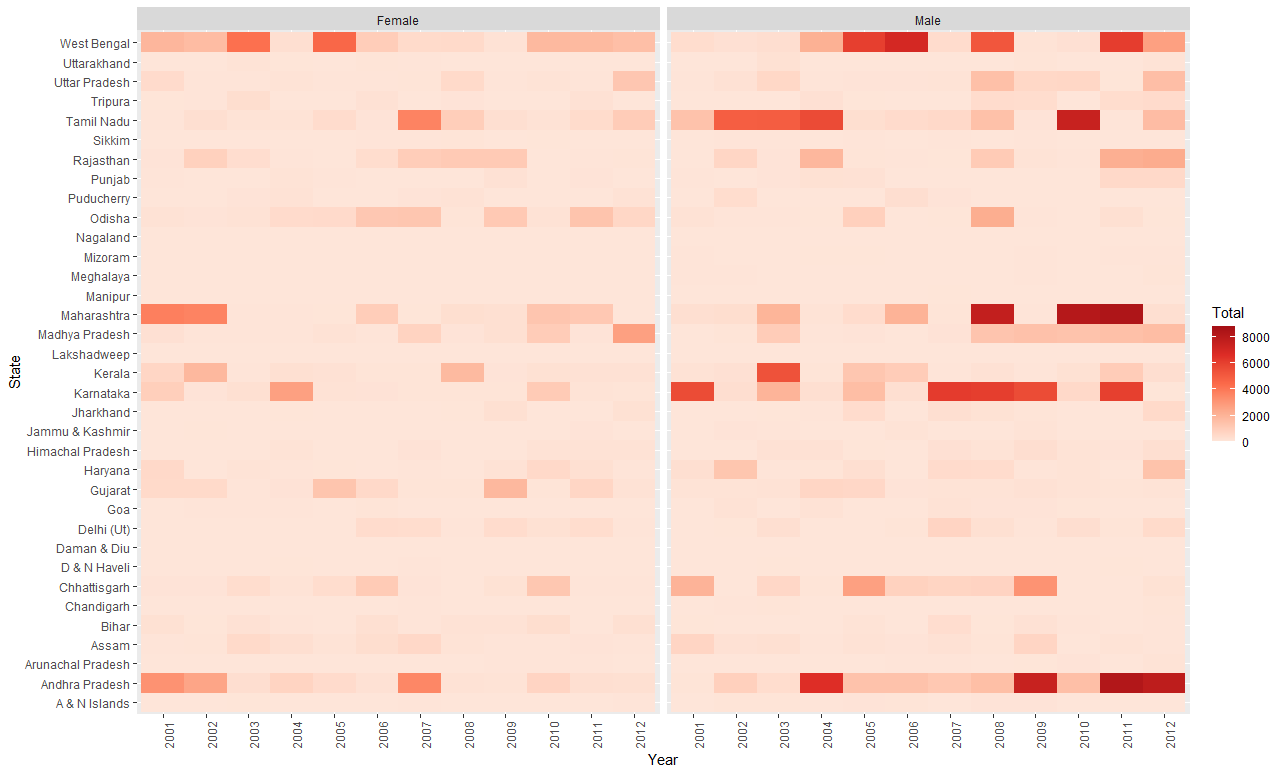 Female Male
West Bengal
Uttarakhand
Uttar Pradesh
Tripura
Tamil Nadu
Sikkim
Rajasthan
Punjab
Puducherry
Odisha
Nagaland
Mizoram
Meghalaya
Manipur
Maharashtra
Madhya Pradesh
Lakshadweep
Kerala
Karnataka
Jharkhand
Jammu & Kashmir
Himachal Pradesh
Haryana
Gujarat
Goa
Delhi (Ut)
Daman & Diu
D & N Haveli
Chhattisgarh
Chandigarh
Bihar
Assam
Arunachal Pradesh
Andhra Pradesh
A & N Islands
State
2001 2002 2003 2004 2005 2006 2007 2008 2009 2010 2011 2012 2001 2002 2003 2004 2005 2006 2007 2008 2009 2010 2011 2012
Year
Total
8000
6000
4000
2000
0